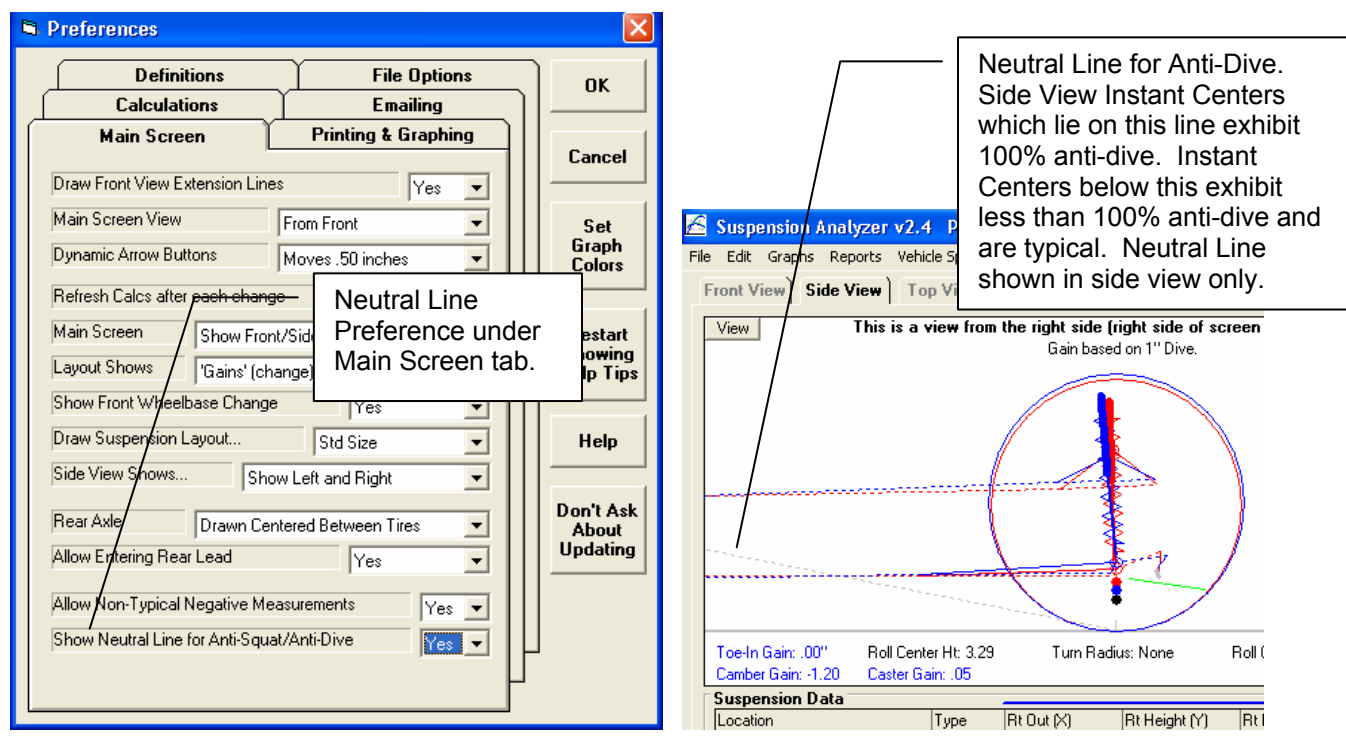 Preferences
Definitions
File Options
Calculations
Emailing
Main Screen
Printing & Graphing
Draw Front View Extension Lines
Yes
Main Screen View
From Front
Dynamic Arrow Buttons
Moves .50 inches
Refresh Calcs after each change
Main Screen
Show Front/Sid
Layout Shows
'Gains' (change)
Show Front Wheelbase Change
Yes
Draw Suspension Layout...
Std Size
Side View Shows...
Show Left and Right
Rear Axle
Drawn Centered Between Tires
Allow Entering Rear Lead
Yes
Allow Non-Typical Negative Measurements
Yes
Show Neutral Line for Anti-Squat/Anti-Dive
Yes
OK
Cancel
Set
Graph
Colors
estart
owing
p Tips
Help
Don't Ask
About
Updating
Neutral Line
Preference under
Main Screen tab.
Neutral Line for Anti-Dive.
Side View Instant Centers
which lie on this line exhibit
100% anti-dive. Instant
Centers below this exhibit
less than 100% anti-dive and
are typical. Neutral Line
shown in side view only.
Suspension Analyzer v2.4 P
File Edit Graphs Reports Vehicle Sp
Front View Side View Top Vi
View
This is a view from the right side (right side of screen
Gain based on 1'' Dive.
Toe-In Gain: .00'' Roll Center Ht: 3.29 Turn Radius: None Roll
Camber Gain: -1.20 Caster Gain: .05
Suspension Data
Location Type Rt Out (X) Rt Height (Y) Rt